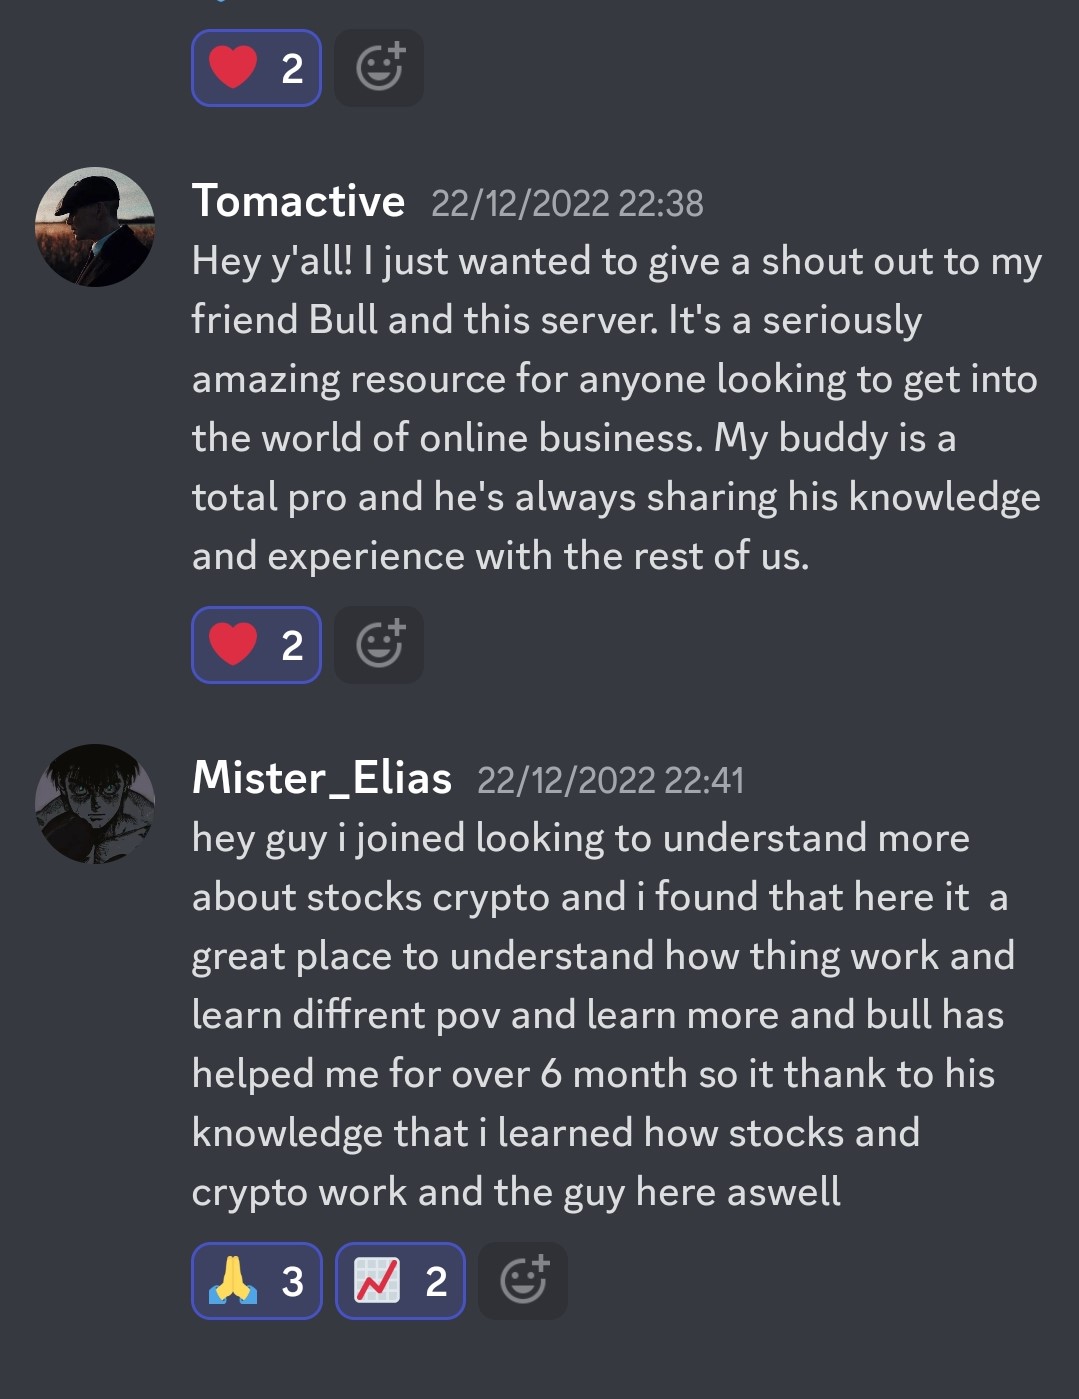 2
Tomactive 22/12/2022 22:38
Hey y'all! I just wanted to give a shout out to my
friend Bull and this server. It's a seriously
amazing resource for anyone looking to get into
the world of online business. My buddy is a
total pro and he's always sharing his knowledge
and experience with the rest of us.
2
Mister_Elias 22/12/2022 22:41
hey guy i joined looking to understand more
about stocks crypto and i found that here it  a
great place to understand how thing work and
learn diffrent pov and learn more and bull has
helped me for over 6 month so it thank to his
knowledge that i learned how stocks and
crypto work and the guy here aswell
3 2